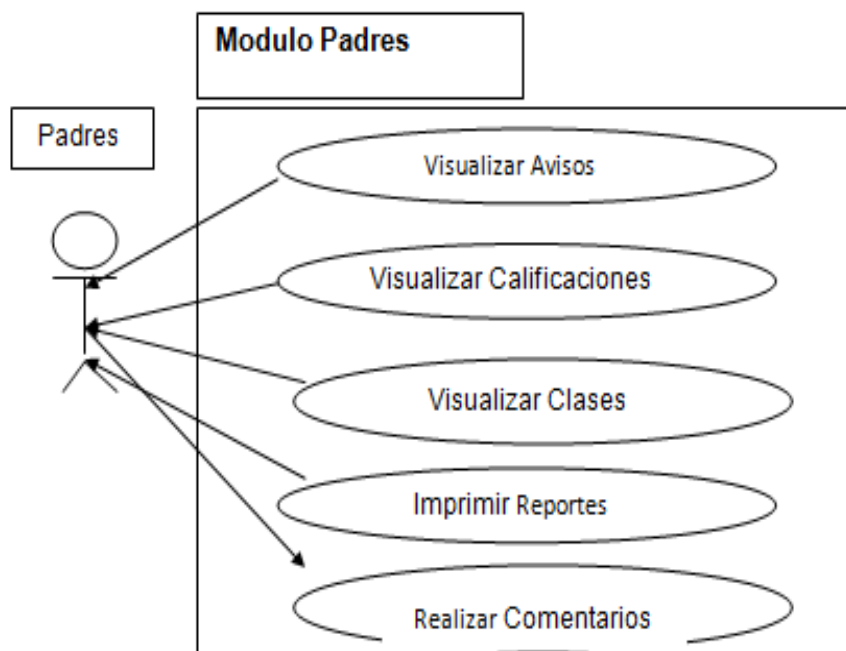 Modulo Padres
Padres
Visualizar Avisos
Visualizar Calificaciones
Visualizar Clases
Imprimir Reportes
Realizar Comentarios